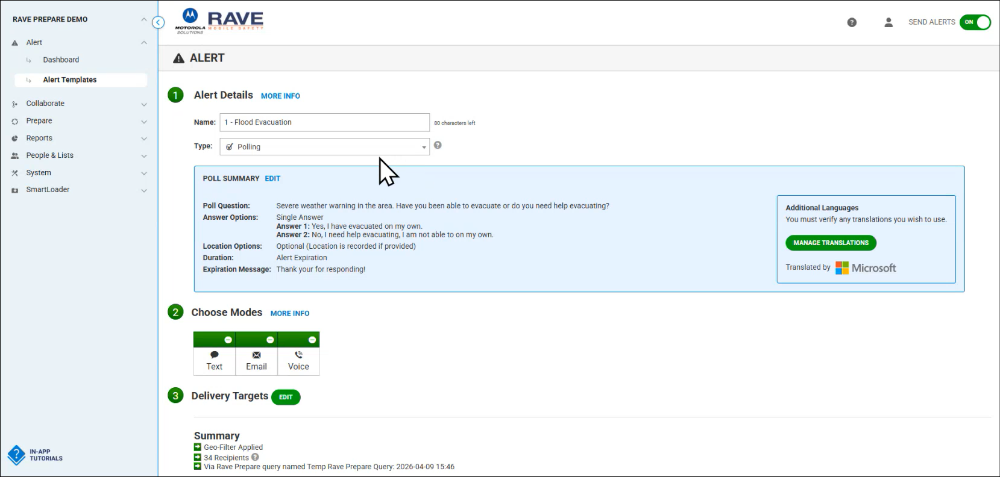 RAVE PREPARE DEMO
Alert
Dashboard
Alert Templates
Collaborate
Prepare
Reports
People & Lists
System
SmartLoader
IN-APP
TUTORIALS
MOTOROLA
SOLUTIONS
RAVE
MOBILE SAFETY
SEND ALERTS ON
ALERT
1 Alert Details MORE INFO
Name: 1 - Flood Evacuation 80 characters left
Type: Polling
POLL SUMMARY EDIT
Poll Question: Severe weather warning in the area. Have you been able to evacuate or do you need help evacuating?
Answer Options: Single Answer
Answer 1: Yes, I have evacuated on my own.
Answer 2: No, I need help evacuating, I am not able to on my own.
Location Options: Optional (Location is recorded if provided)
Duration: Alert Expiration
Expiration Message: Thank your for responding!
Additional Languages
You must verify any translations you wish to use.
MANAGE TRANSLATIONS
Translated by Microsoft
2 Choose Modes MORE INFO
Text Email Voice
3 Delivery Targets EDIT
Summary
Geo-Filter Applied
34 Recipients
Via Rave Prepare query named Temp Rave Prepare Query: 2026-04-09 15:46